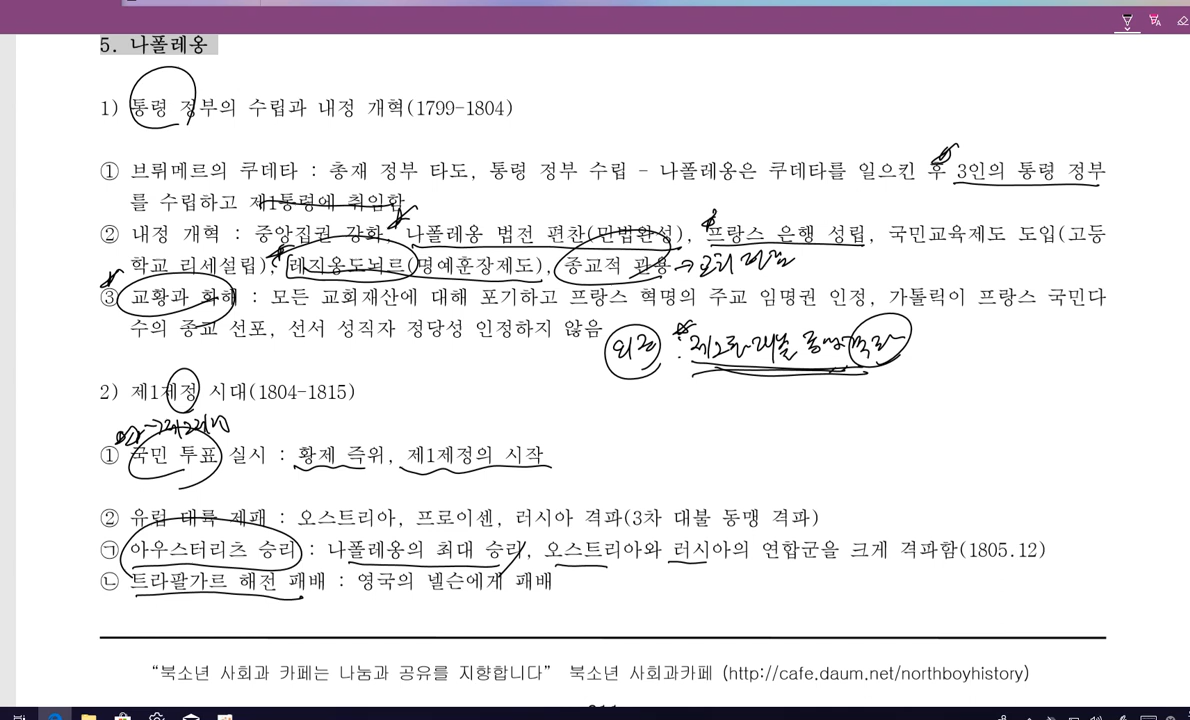 5. 나폴레옹
1) 통령 정부의 수립과 내정 개혁(1799-1804)
① 브뤼메르의 쿠데타 : 총재 정부 타도, 통령 정부 수립 - 나폴레옹은 쿠데타를 일으킨 후 3인의 통령 정부
를 수립하고 제1통령에 취임함
② 내정 개혁 : 중앙집권 강화, 나폴레옹 법전 편찬(민법완성), 프랑스 은행 성립, 국민교육제도 도입(고등
학교 리세설립), 레지옹도뇌르(명예훈장제도), 종교적 관용 →
③ 교황과 화해 : 모든 교회재산에 대해 포기하고 프랑스 혁명의 주교 임명권 인정, 가톨릭이 프랑스 국민다
수의 종교 선포, 선서 성직자 정당성 인정하지 않음
외교 : 제2차 대불 동맹 격파
2) 제1제정 시대(1804-1815)
① 국민 투표 실시 : 황제 즉위, 제1제정의 시작
② 유럽 대륙 제패 : 오스트리아, 프로이센, 러시아 격파(3차 대불 동맹 격파)
㉠ 아우스터리츠 승리 : 나폴레옹의 최대 승리, 오스트리아와 러시아의 연합군을 크게 격파함(1805.12)
㉡ 트라팔가르 해전 패배 : 영국의 넬슨에게 패배
“북소년 사회과 카페는 나눔과 공유를 지향합니다” 북소년 사회과카페 (http://cafe.daum.net/northboyhistory)